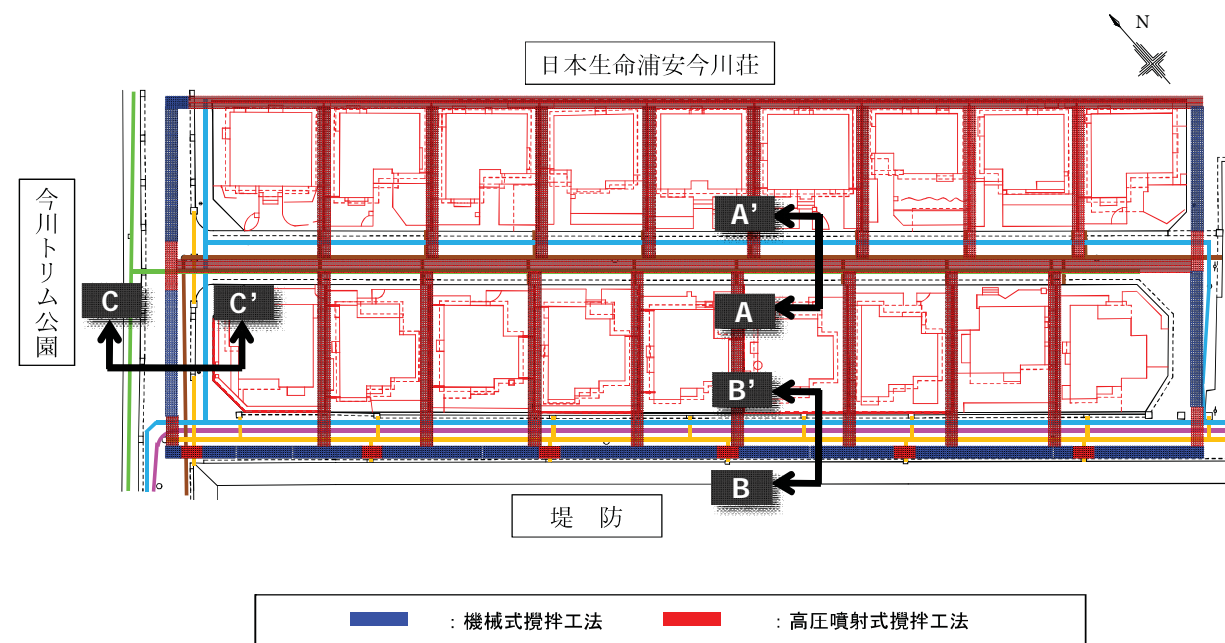 N
日本生命浦安今川荘
今川トリム公園
A'
C
C'
A
B'
B
堤 防
：機械式攪拌工法
：高圧噴射式攪拌工法